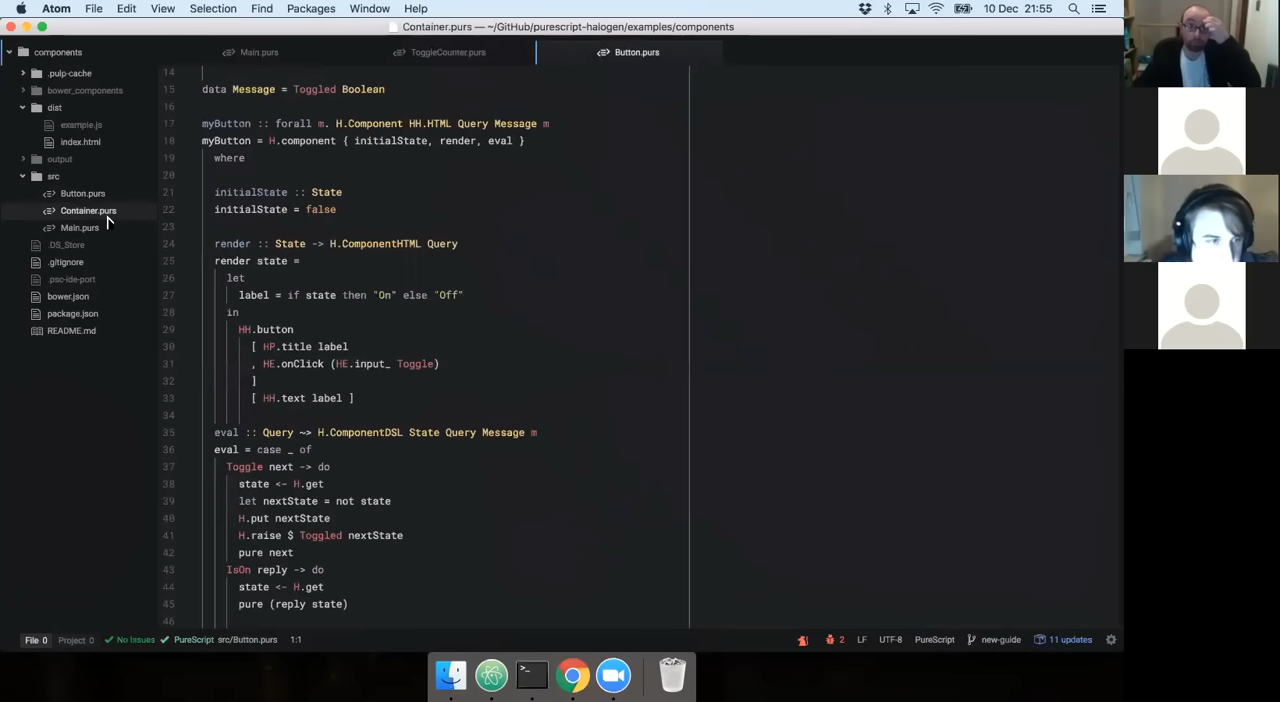 Atom File Edit View Selection Find Packages Window Help 10 Dec 21:55
Container.purs — ~/GitHub/purescript-halogen/examples/components
components
.pulp-cache
bower_components
dist
example.js
index.html
output
src
Button.purs
Container.purs
Main.purs
.DS_Store
.gitignore
.psc-ide-port
bower.json
package.json
README.md
Main.purs ToggleCounter.purs Button.purs
14
15 data Message = Toggled Boolean
16
17 myButton :: forall m. H.Component HH.HTML Query Message m
18 myButton = H.component { initialState, render, eval }
19 where
20
21 initialState :: State
22 initialState = false
23
24 render :: State -> H.ComponentHTML Query
25 render state =
26 let
27 label = if state then "On" else "Off"
28 in
29 HH.button
30 [ HP.title label
31 , HE.onClick (HE.input_ Toggle)
32 ]
33 [ HH.text label ]
34
35 eval :: Query ~> H.ComponentDSL State Query Message m
36 eval = case _ of
37 Toggle next -> do
38 state <- H.get
39 let nextState = not state
40 H.put nextState
41 H.raise $ Toggled nextState
42 pure next
43 IsOn reply -> do
44 state <- H.get
45 pure (reply state)
46
File 0 Project 0 No Issues PureScript src/Button.purs 1:1 2 LF UTF-8 PureScript new-guide 11 updates